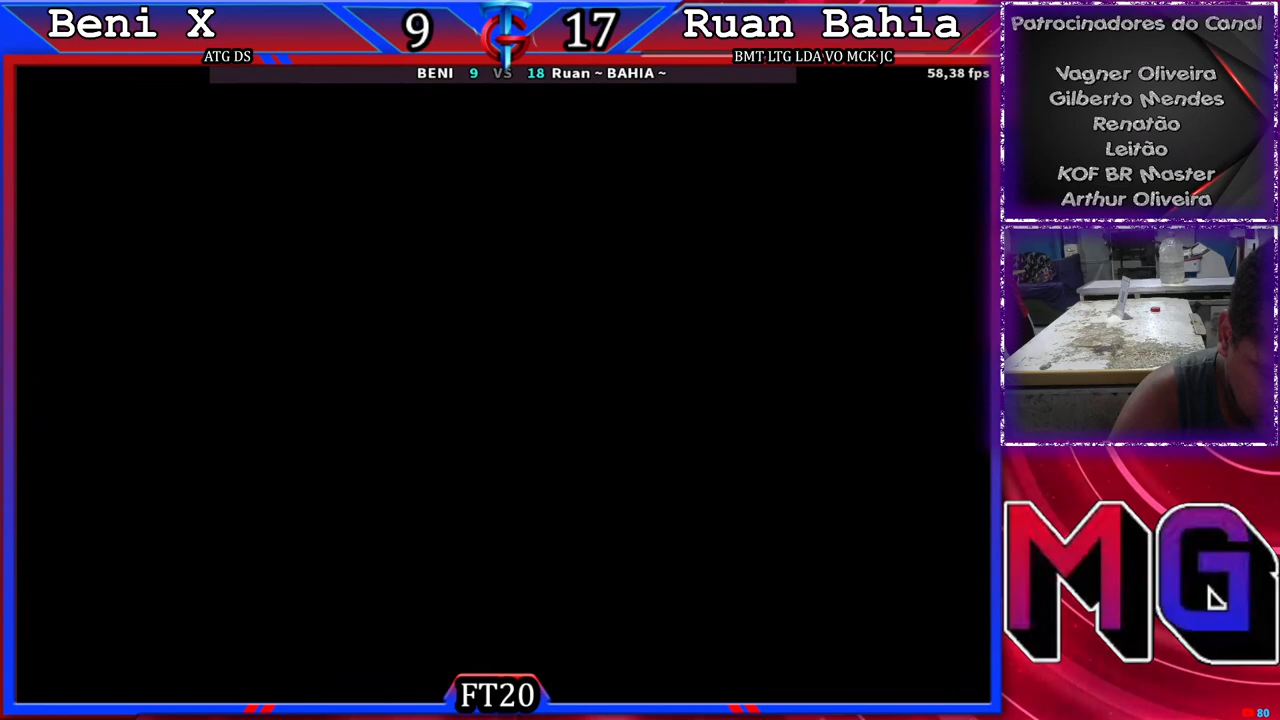 Beni X
9
17
Ruan Bahia
ATG DS
BMT LTG LDA VO MCK JC
BENI 9 VS 18 Ruan ~ BAHIA ~
58,38 fps
Patrocinadores do Canal
Vagner Oliveira
Gilberto Mendes
Renatão
Leitão
KOF BR Master
Arthur Oliveira
MG
FT20
80